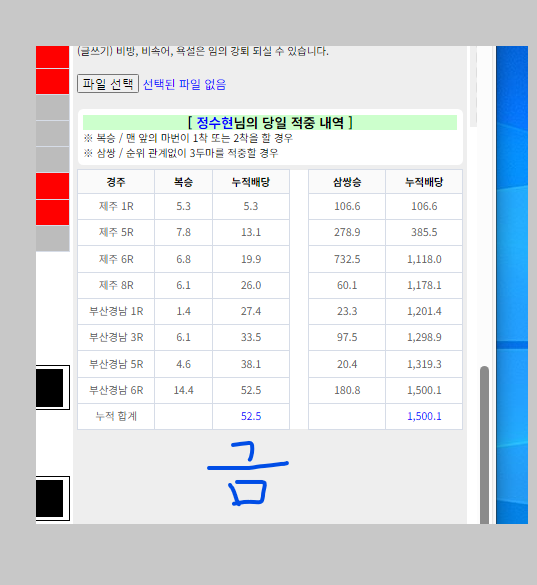 (글쓰기) 비방, 비속어, 욕설은 임의 강퇴 되실 수 있습니다.
파일 선택 선택된 파일 없음
[ 정수현님의 당일 적중 내역 ]
※ 복승 / 맨 앞의 마번이 1착 또는 2착을 할 경우
※ 삼쌍 / 순위 관계없이 3두마를 적중할 경우
경주 복승 누적배당 삼쌍승 누적배당
제주 1R 5.3 5.3 106.6 106.6
제주 5R 7.8 13.1 278.9 385.5
제주 6R 6.8 19.9 732.5 1,118.0
제주 8R 6.1 26.0 60.1 1,178.1
부산경남 1R 1.4 27.4 23.3 1,201.4
부산경남 3R 6.1 33.5 97.5 1,298.9
부산경남 5R 4.6 38.1 20.4 1,319.3
부산경남 6R 14.4 52.5 180.8 1,500.1
누적 합계 52.5 1,500.1
금